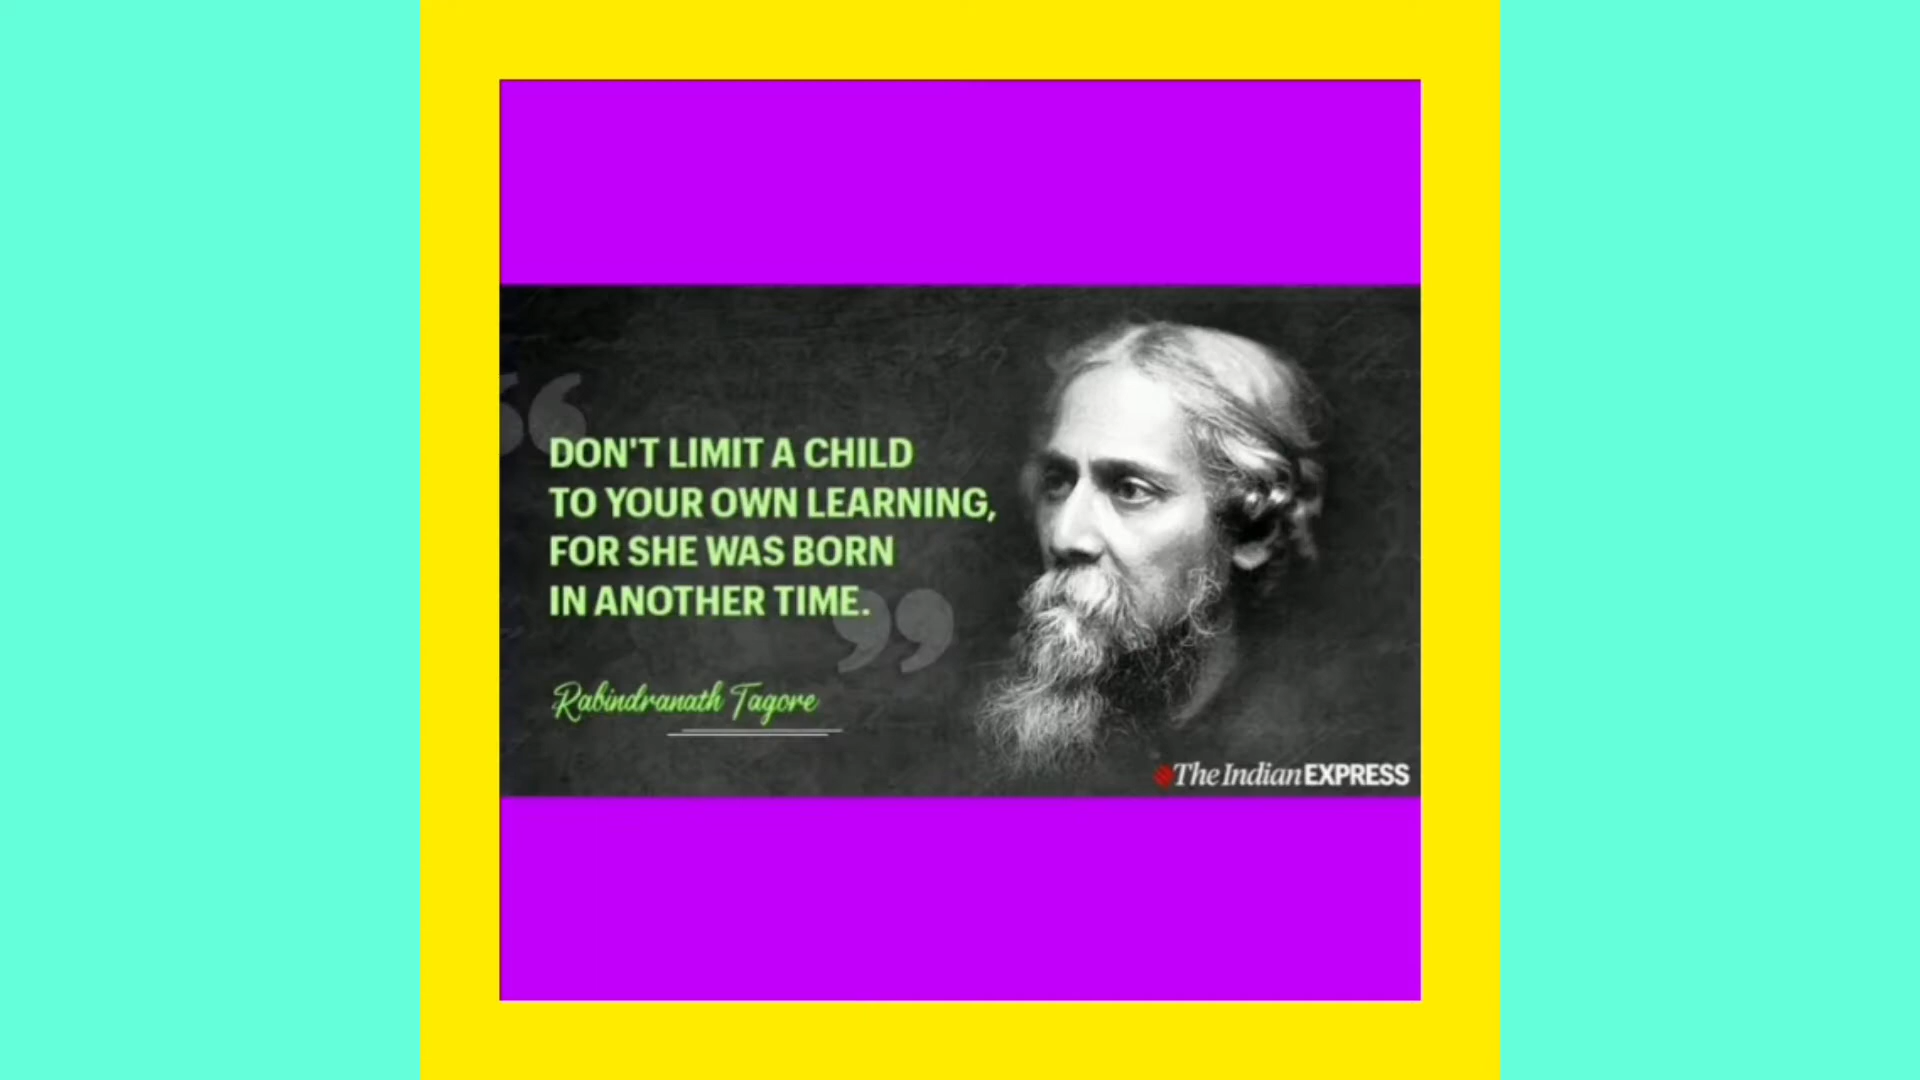 DON'T LIMIT A CHILD
TO YOUR OWN LEARNING,
FOR SHE WAS BORN
IN ANOTHER TIME.
Rabindranath Tagore
The Indian EXPRESS